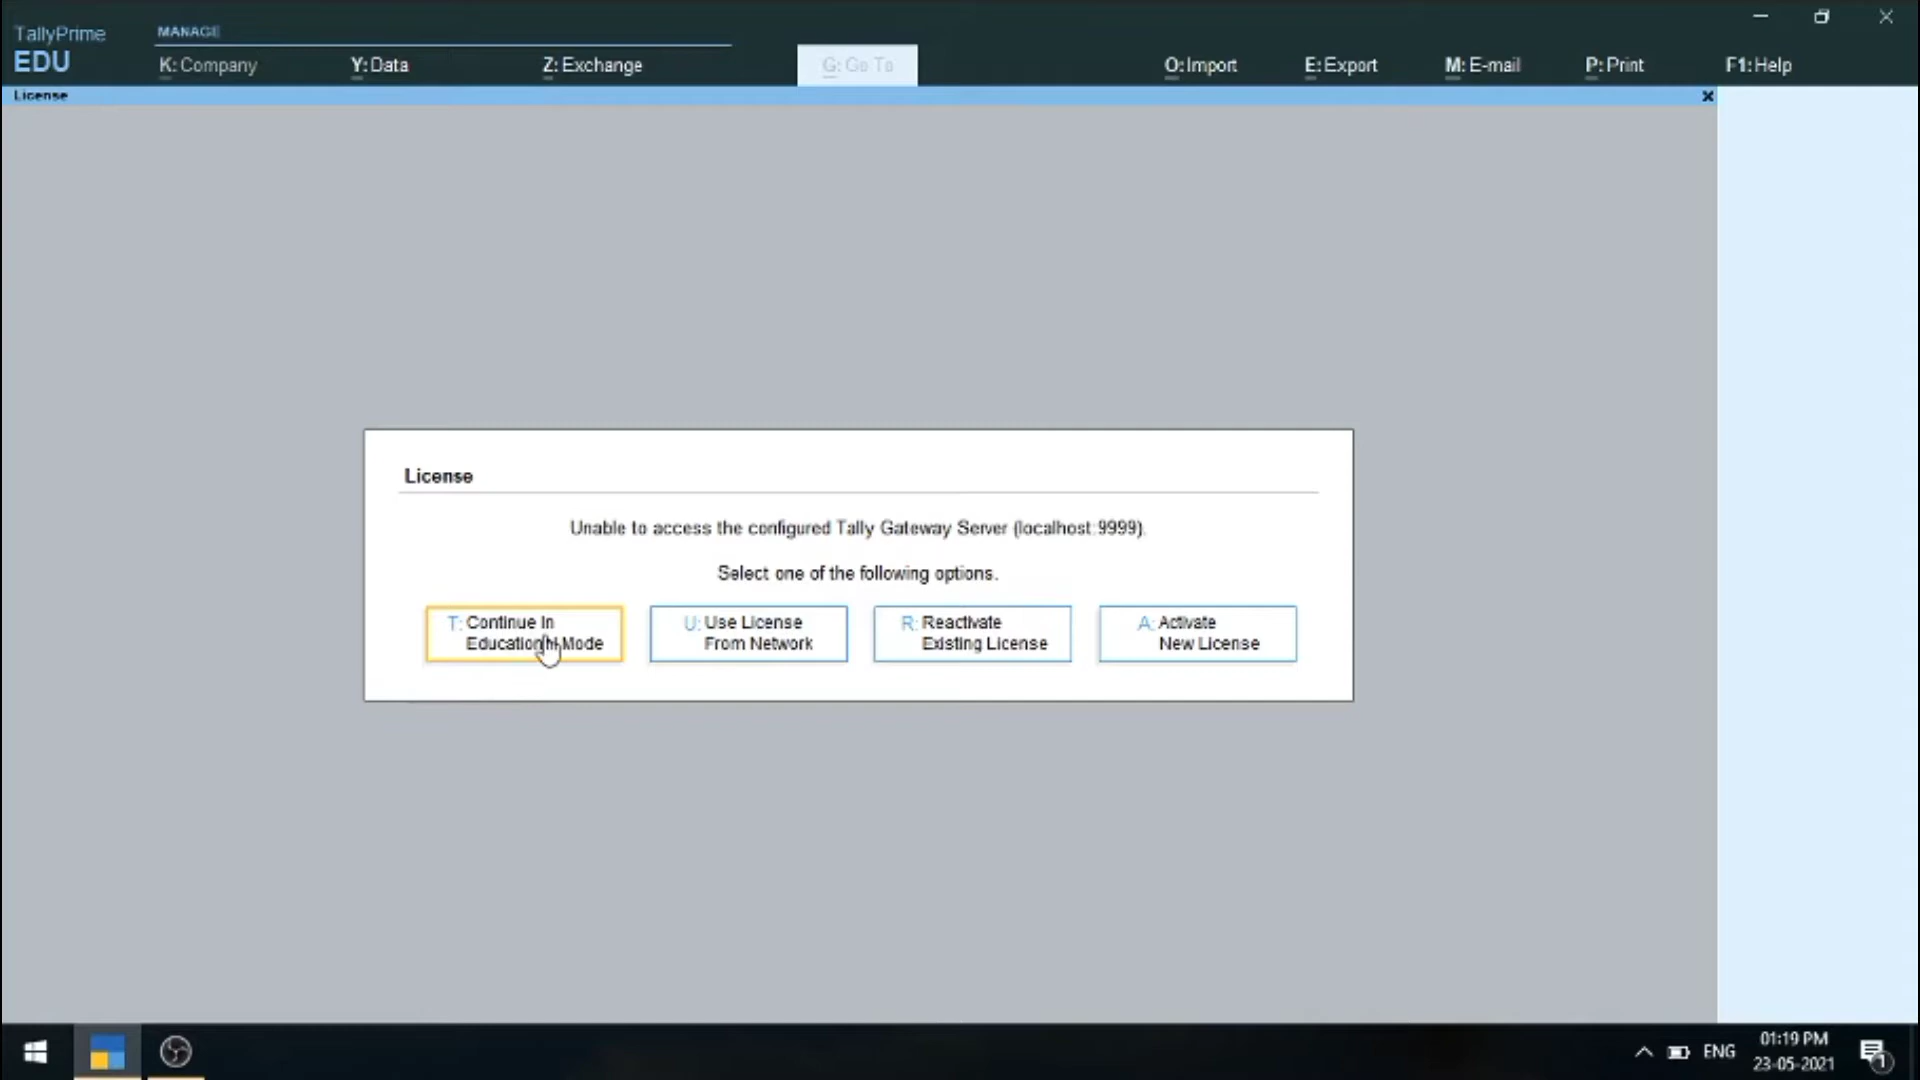 TallyPrime
EDU
MANAGE
K: Company
Y: Data
Z: Exchange
G: Go To
O: Import
E: Export
M: E-mail
P: Print
F1: Help
License
License
Unable to access the configured Tally Gateway Server (localhost:9999).
Select one of the following options.
T: Continue In
Educational Mode
U: Use License
From Network
R: Reactivate
Existing License
A: Activate
New License
ENG
01:19 PM
23-05-2021
1